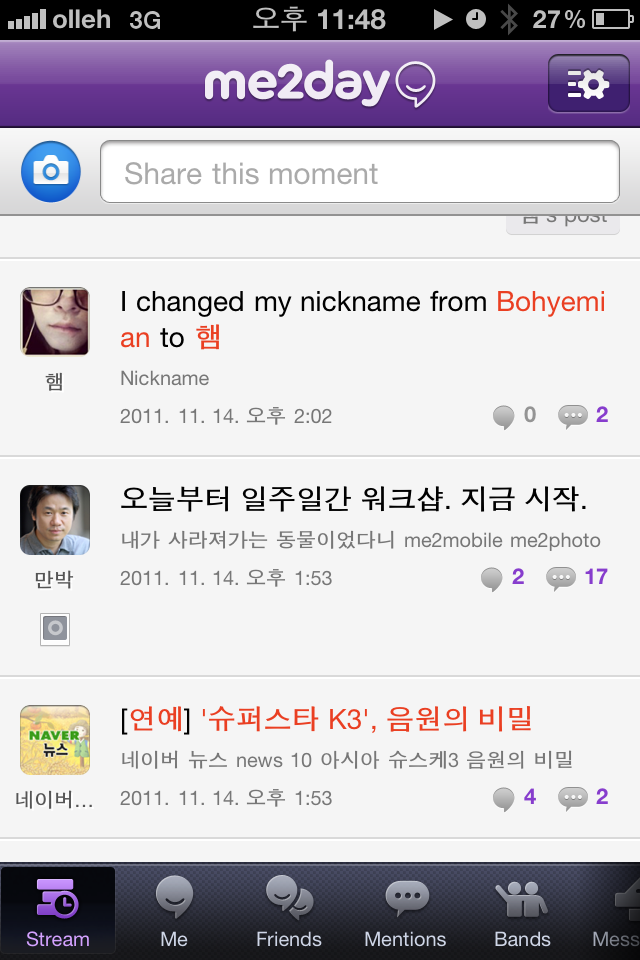 olleh 3G 오후 11:48 27%
me2day
Share this moment
햄's post
I changed my nickname from Bohyemi
an to 햄
햄
Nickname
2011. 11. 14. 오후 2:02 0 2
오늘부터 일주일간 워크샵. 지금 시작.
내가 사라져가는 동물이었다니 me2mobile me2photo
만박
2011. 11. 14. 오후 1:53 2 17
[연예] '슈퍼스타 K3', 음원의 비밀
NAVER
뉴스
네이버 뉴스 news 10 아시아 슈스케3 음원의 비밀
네이버... 2011. 11. 14. 오후 1:53 4 2
Stream Me Friends Mentions Bands Mess